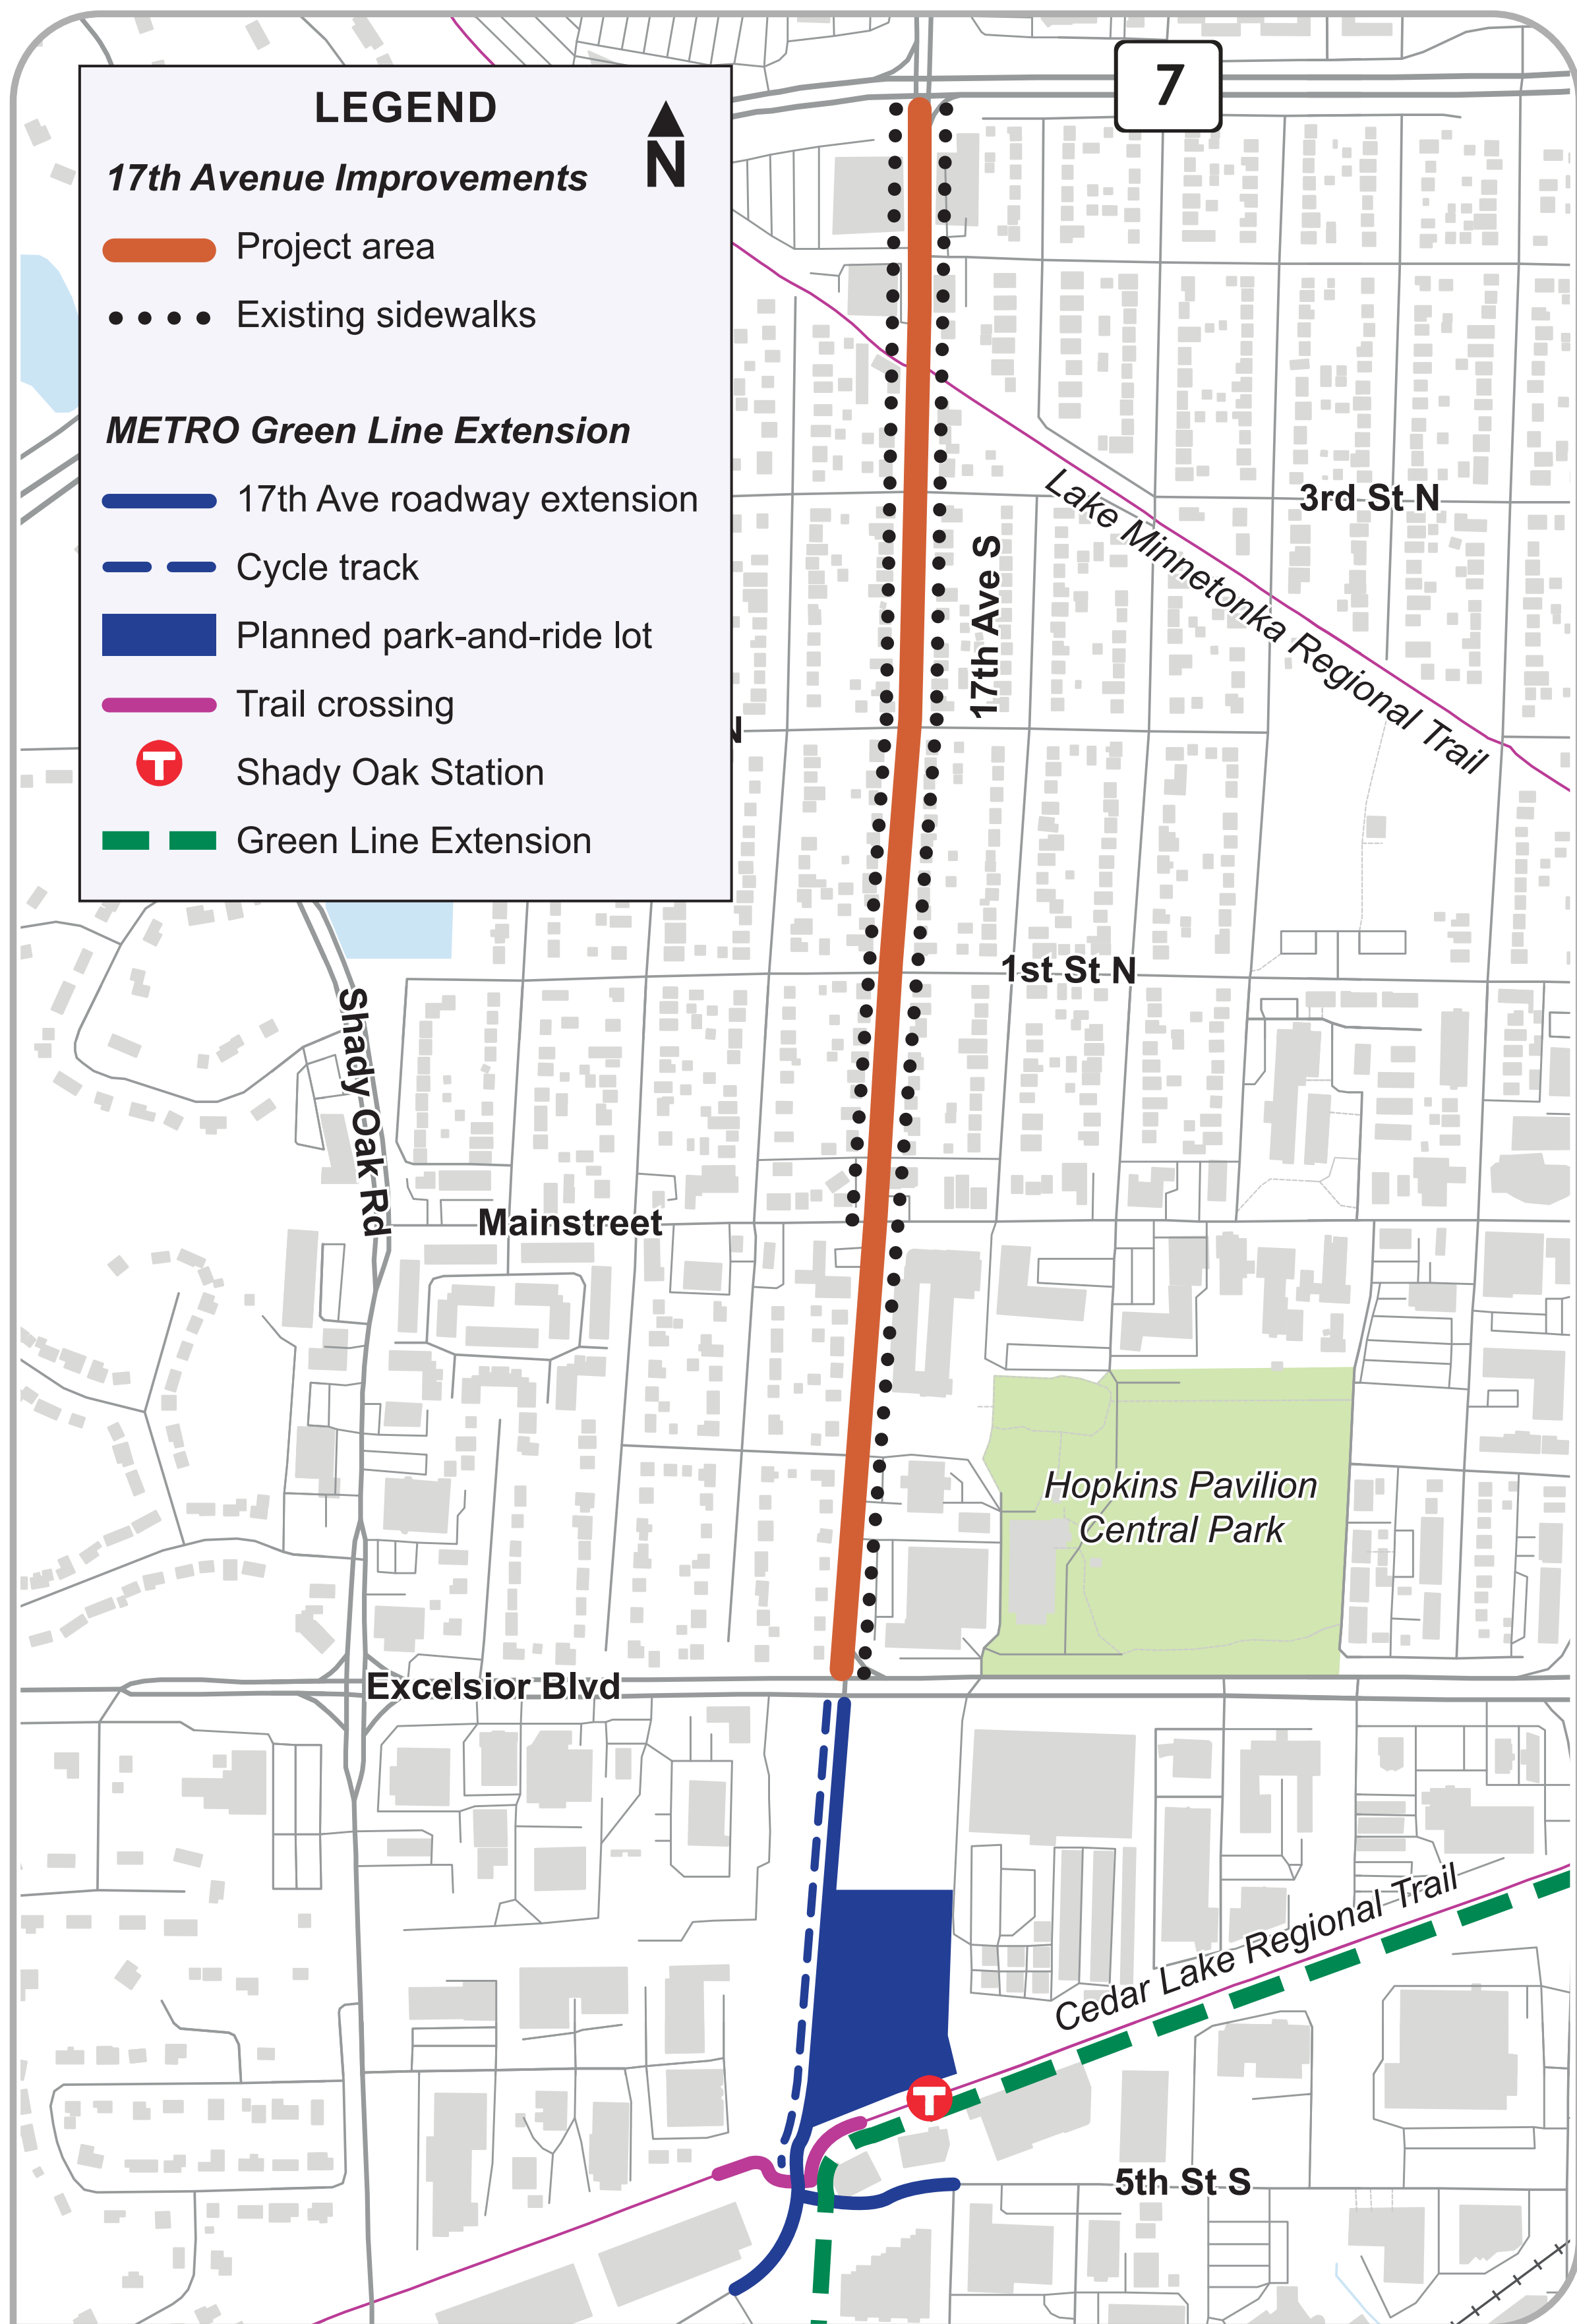 LEGEND
N
17th Avenue Improvements
Project area
Existing sidewalks
METRO Green Line Extension
17th Ave roadway extension
Cycle track
Planned park-and-ride lot
Trail crossing
T
Shady Oak Station
Green Line Extension
7
3rd St N
Lake Minnetonka Regional Trail
17th Ave S
N
1st St N
Shady Oak Rd
Mainstreet
Hopkins Pavilion
Central Park
Excelsior Blvd
Cedar Lake Regional Trail
T
5th St S